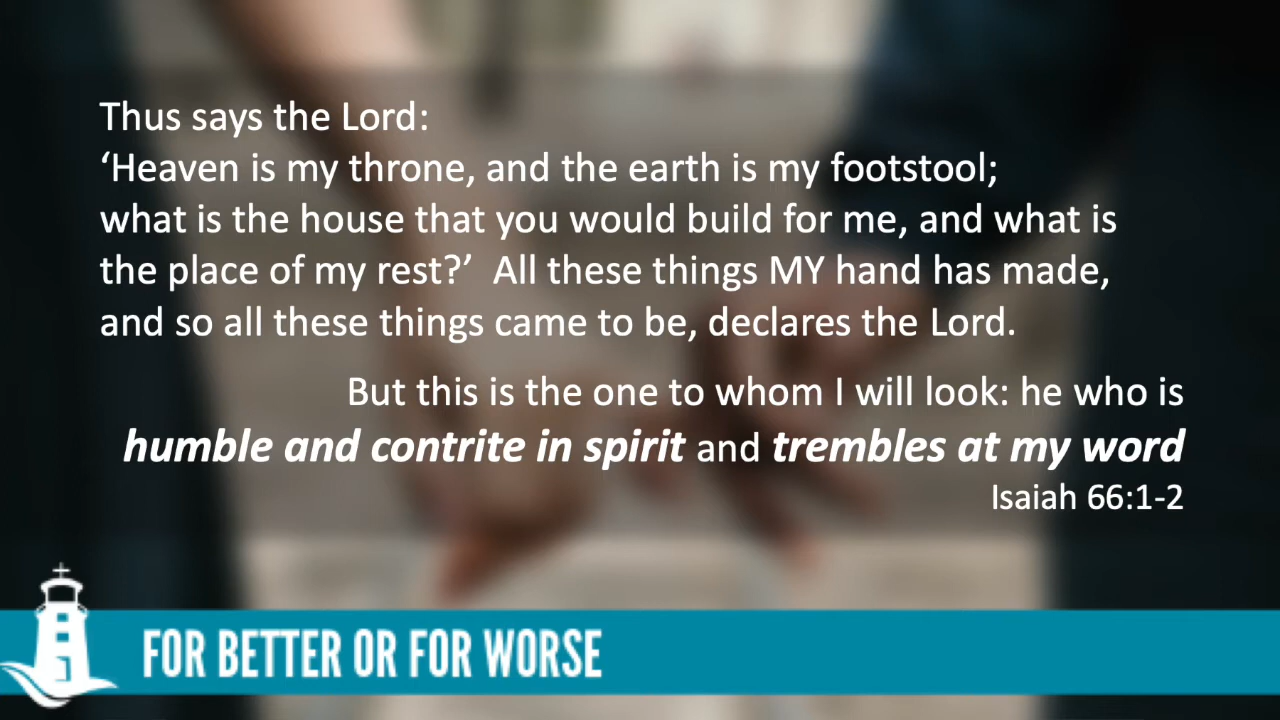 Thus says the Lord:
‘Heaven is my throne, and the earth is my footstool;
what is the house that you would build for me, and what is
the place of my rest?’  All these things MY hand has made,
and so all these things came to be, declares the Lord.
But this is the one to whom I will look: he who is
humble and contrite in spirit and trembles at my word
Isaiah 66:1-2
FOR BETTER OR FOR WORSE